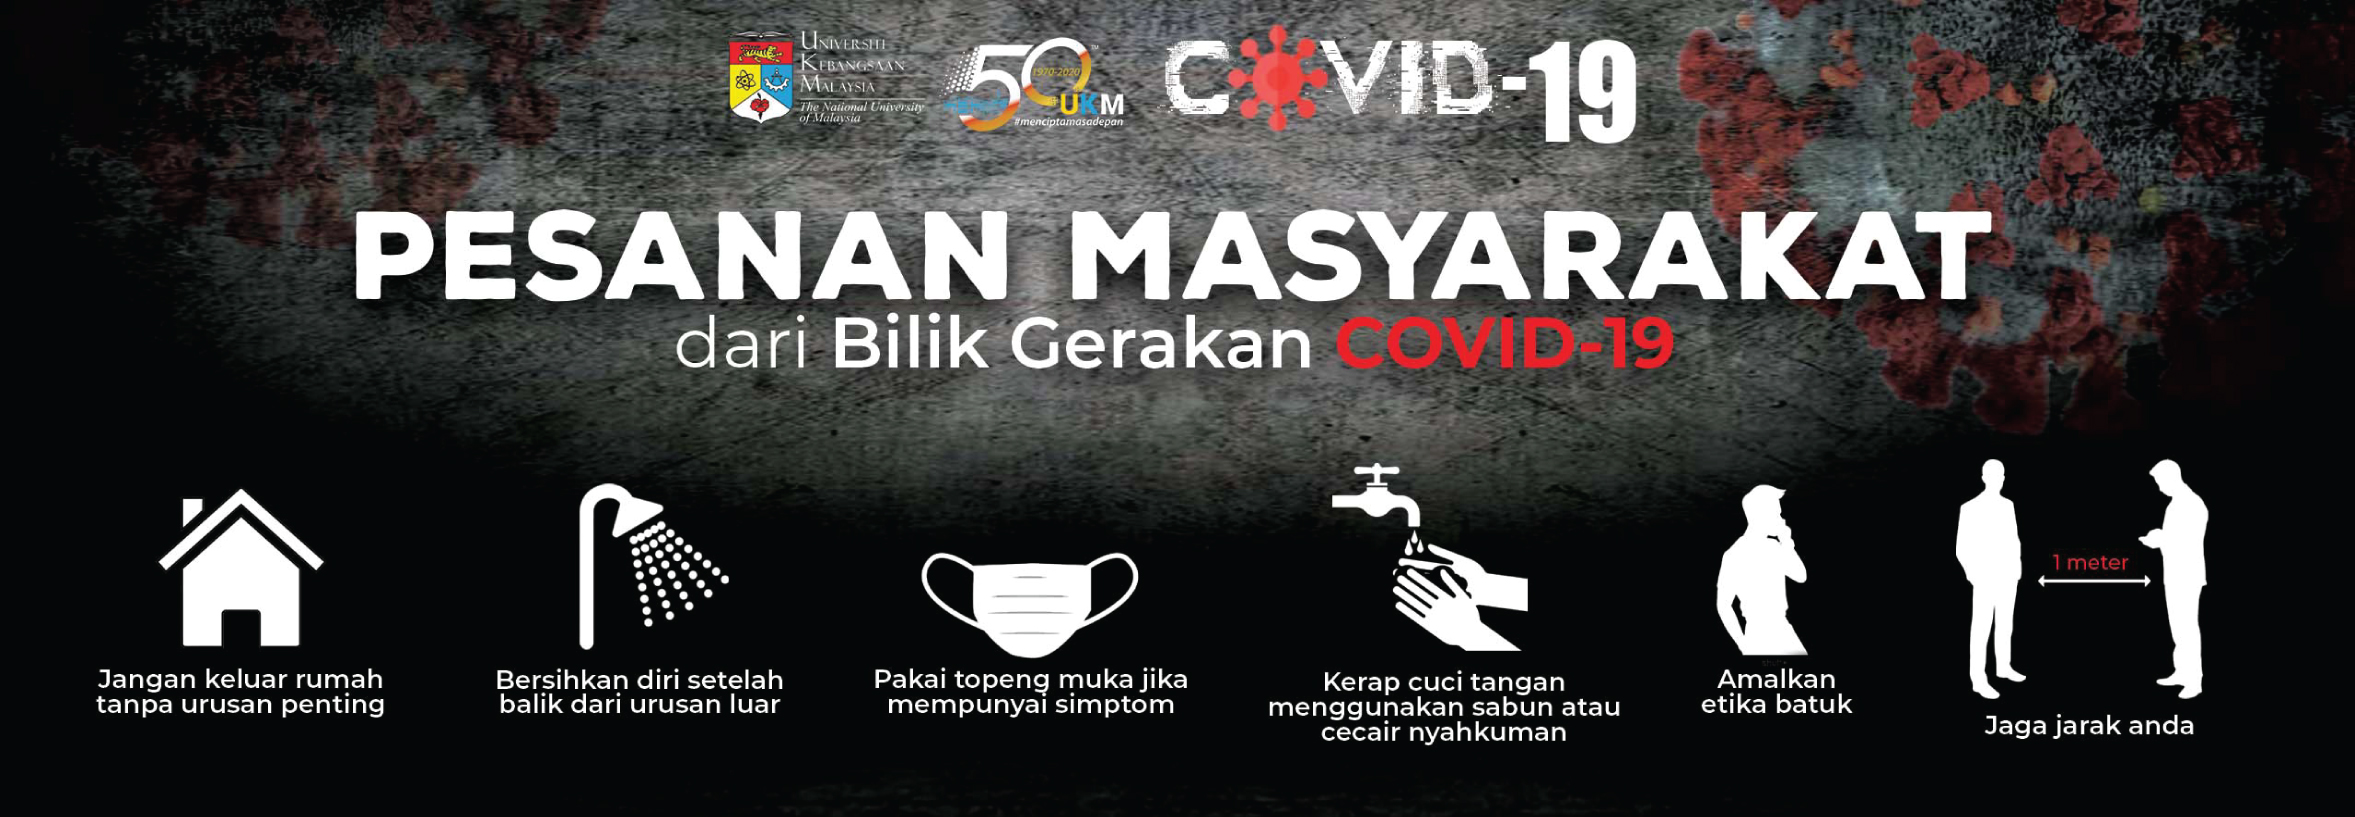 UNIVERSITI
KEBANGSAAN
MALAYSIA
The National University
of Malaysia
50
1970-2020
UKM
#menciptamasadepan
COVID-19
PESANAN MASYARAKAT
dari Bilik Gerakan COVID-19
Jangan keluar rumah
tanpa urusan penting
Bersihkan diri setelah
balik dari urusan luar
Pakai topeng muka jika
mempunyai simptom
Kerap cuci tangan
menggunakan sabun atau
cecair nyahkuman
Amalkan
etika batuk
1 meter
Jaga jarak anda